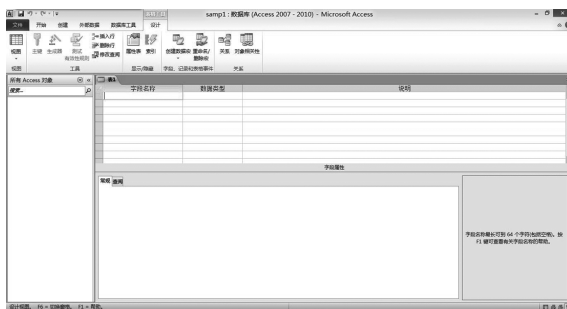 samp1 : 数据库 (Access 2007 - 2010) - Microsoft Access
文件 开始 创建 外部数据 数据库工具 设计
视图 主键 生成器 测试有效性规则 插入行 删除行 修改查阅 属性表 索引 创建数据宏 重命名/删除宏 关系 对象相关性
视图 工具 显示/隐藏 字段、记录和表格事件 关系
所有 Access 对象 表1
搜索... 字段名称 数据类型 说明
字段属性
常规 查阅
字段名称最长可到 64 个字符(包括空格)。按
F1 键可查看有关字段名称的帮助。
设计视图。 F6 = 切换窗格。 F1 = 帮助。